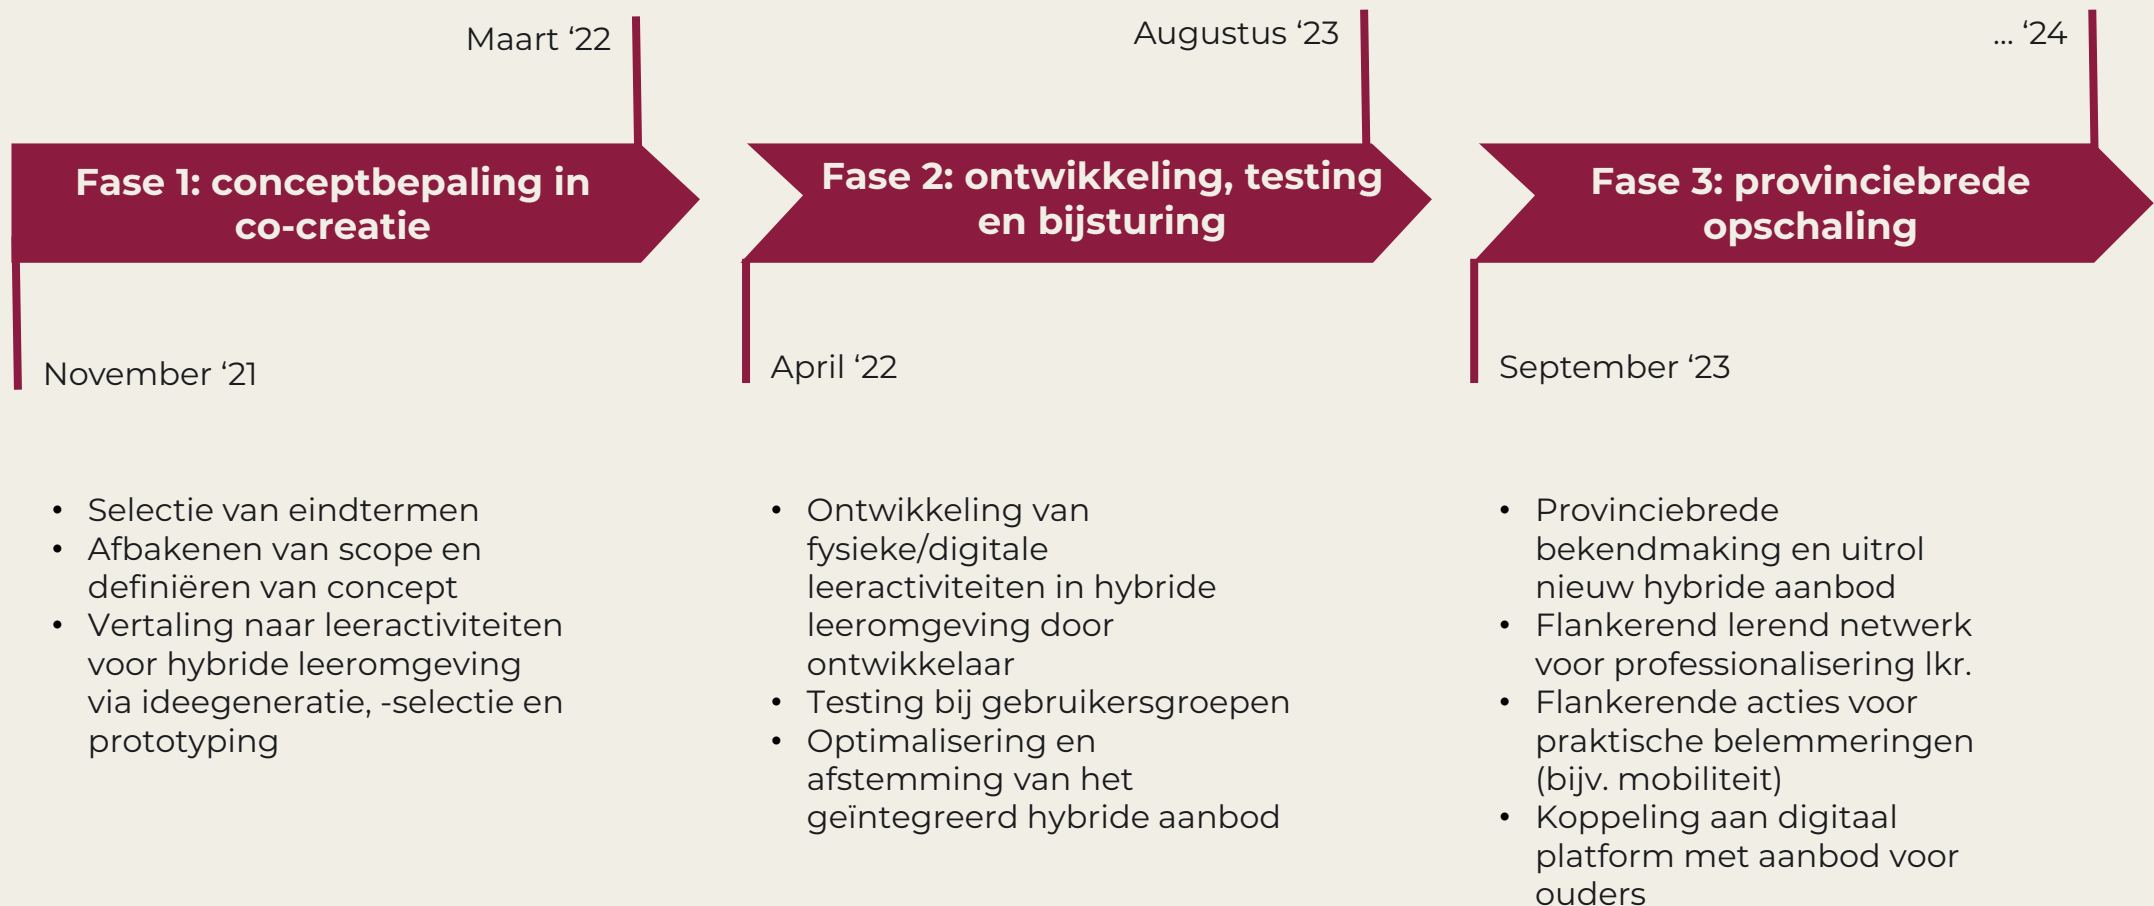 Maart ‘22
Augustus ‘23
... ‘24
Fase 1: conceptbepaling in
co-creatie
Fase 2: ontwikkeling, testing
en bijsturing
Fase 3: provinciebrede
opschaling
November ‘21
April ‘22
September ‘23
• Selectie van eindtermen
• Afbakenen van scope en
definiëren van concept
• Vertaling naar leeractiviteiten
voor hybride leeromgeving
via ideegeneratie, -selectie en
prototyping
• Ontwikkeling van
fysieke/digitale
leeractiviteiten in hybride
leeromgeving door
ontwikkelaar
• Testing bij gebruikersgroepen
• Optimalisering en
afstemming van het
geïntegreerd hybride aanbod
• Provinciebrede
bekendmaking en uitrol
nieuw hybride aanbod
• Flankerend lerend netwerk
voor professionalisering lkr.
• Flankerende acties voor
praktische belemmeringen
(bijv. mobiliteit)
• Koppeling aan digitaal
platform met aanbod voor
ouders